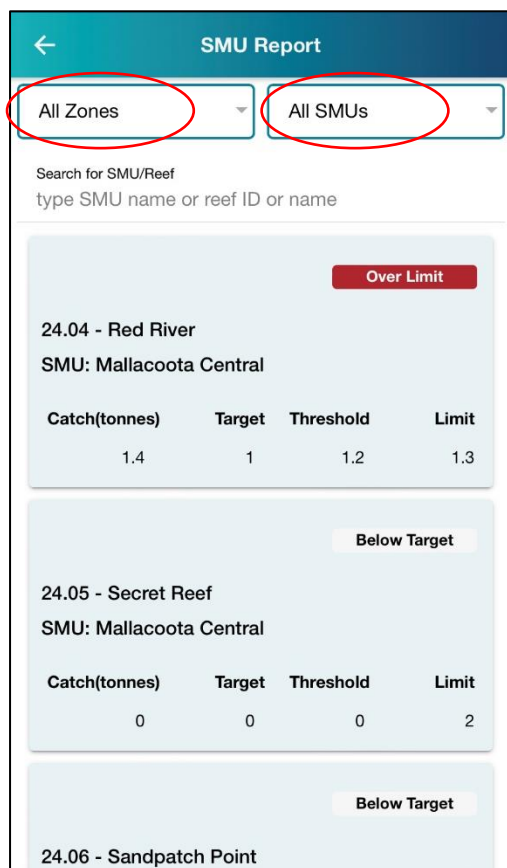 SMU Report
All Zones All SMUs
Search for SMU/Reef
type SMU name or reef ID or name
Over Limit
24.04 - Red River
SMU: Mallacoota Central
Catch(tonnes) Target Threshold Limit
1.4 1 1.2 1.3
Below Target
24.05 - Secret Reef
SMU: Mallacoota Central
Catch(tonnes) Target Threshold Limit
0 0 0 2
Below Target
24.06 - Sandpatch Point